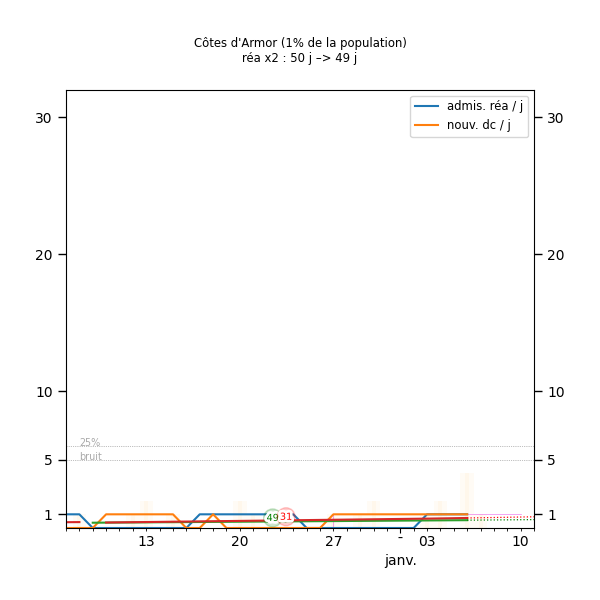 Côtes d'Armor (1% de la population)
réa x2 : 50 j –> 49 j
admis. réa / j
nouv. dc / j
30 30
20 20
10 10
25%
bruit
5 5
49 31
1 1
13 20 27 - 03 10
janv.